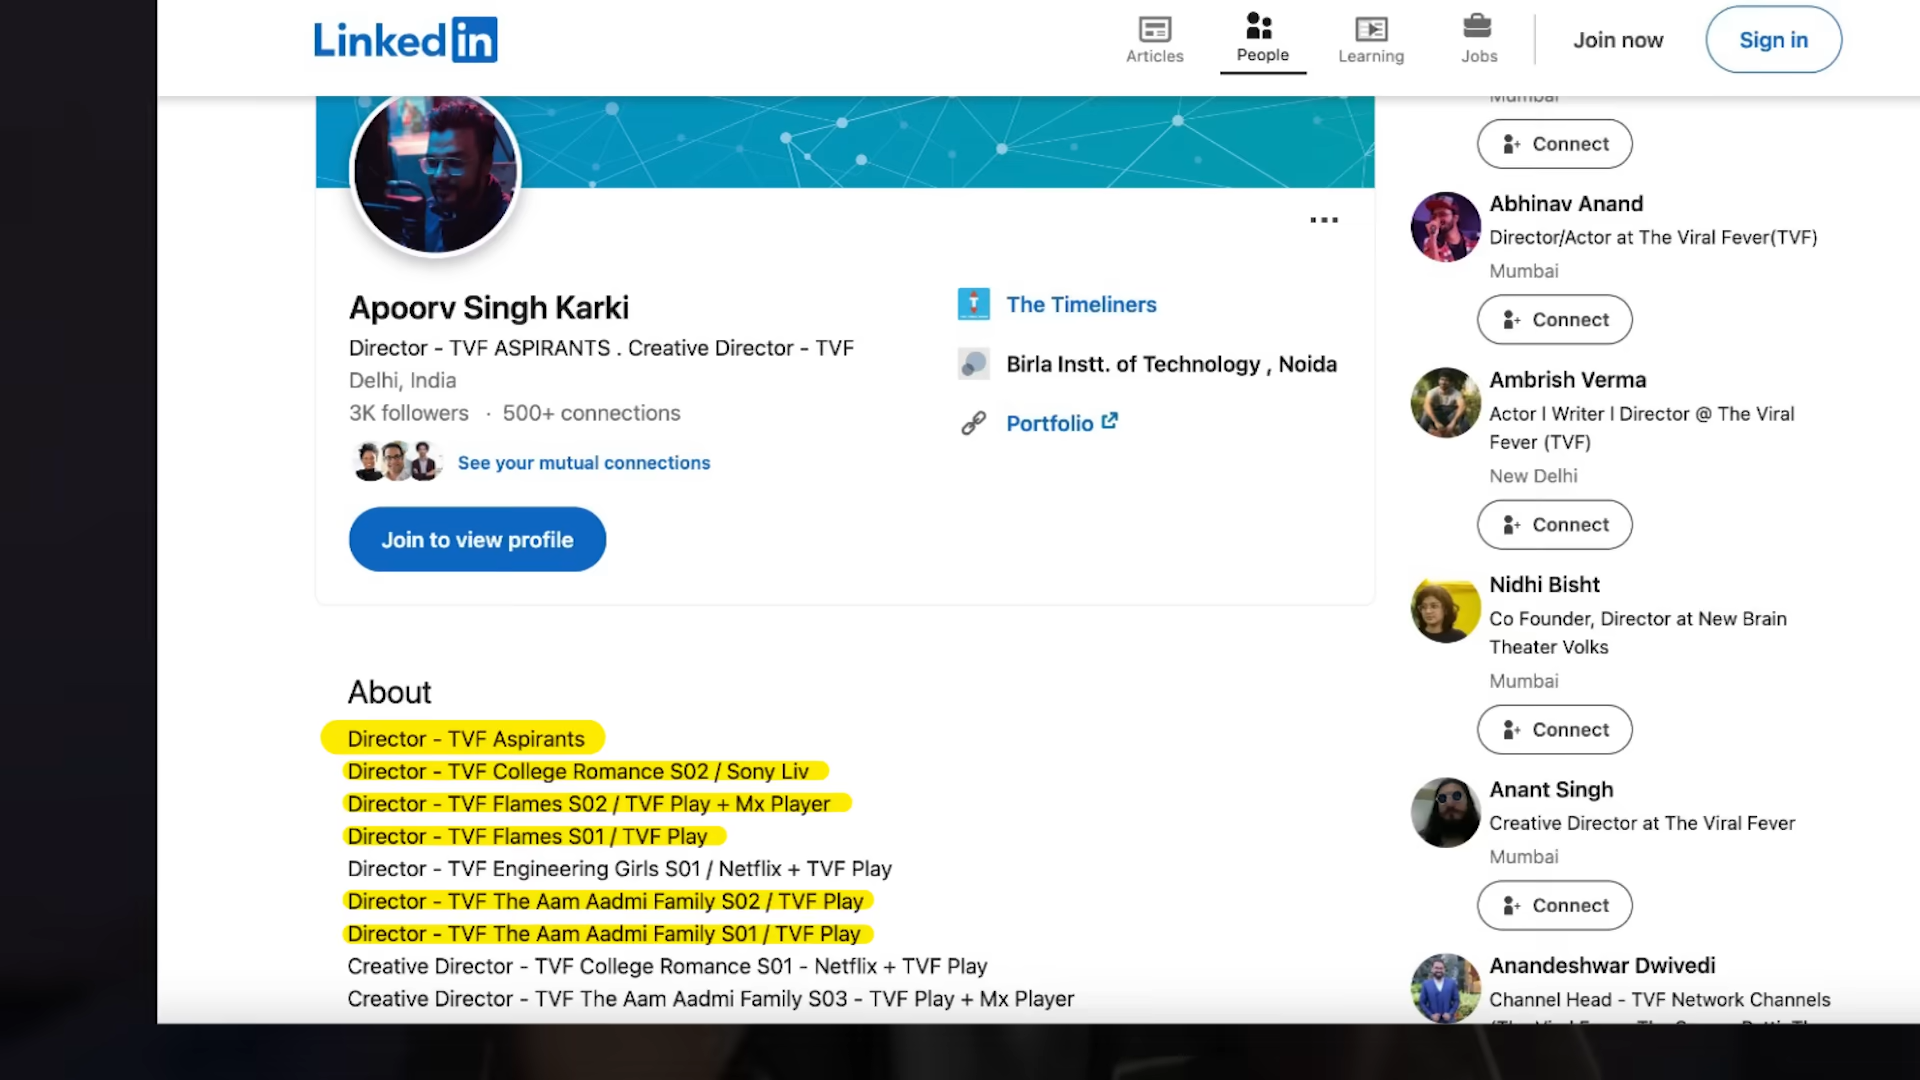 Linked in
Articles
People
Learning
Jobs
Join now
Sign in
Apoorv Singh Karki
Director - TVF ASPIRANTS . Creative Director - TVF
Delhi, India
3K followers · 500+ connections
See your mutual connections
Join to view profile
The Timeliners
Birla Instt. of Technology , Noida
Portfolio
About
Director - TVF Aspirants
Director - TVF College Romance S02 / Sony Liv
Director - TVF Flames S02 / TVF Play + Mx Player
Director - TVF Flames S01 / TVF Play
Director - TVF Engineering Girls S01 / Netflix + TVF Play
Director - TVF The Aam Aadmi Family S02 / TVF Play
Director - TVF The Aam Aadmi Family S01 / TVF Play
Creative Director - TVF College Romance S01 - Netflix + TVF Play
Creative Director - TVF The Aam Aadmi Family S03 - TVF Play + Mx Player
Mumbai
Connect
Abhinav Anand
Director/Actor at The Viral Fever(TVF)
Mumbai
Connect
Ambrish Verma
Actor l Writer l Director @ The Viral
Fever (TVF)
New Delhi
Connect
Nidhi Bisht
Co Founder, Director at New Brain
Theater Volks
Mumbai
Connect
Anant Singh
Creative Director at The Viral Fever
Mumbai
Connect
Anandeshwar Dwivedi
Channel Head - TVF Network Channels